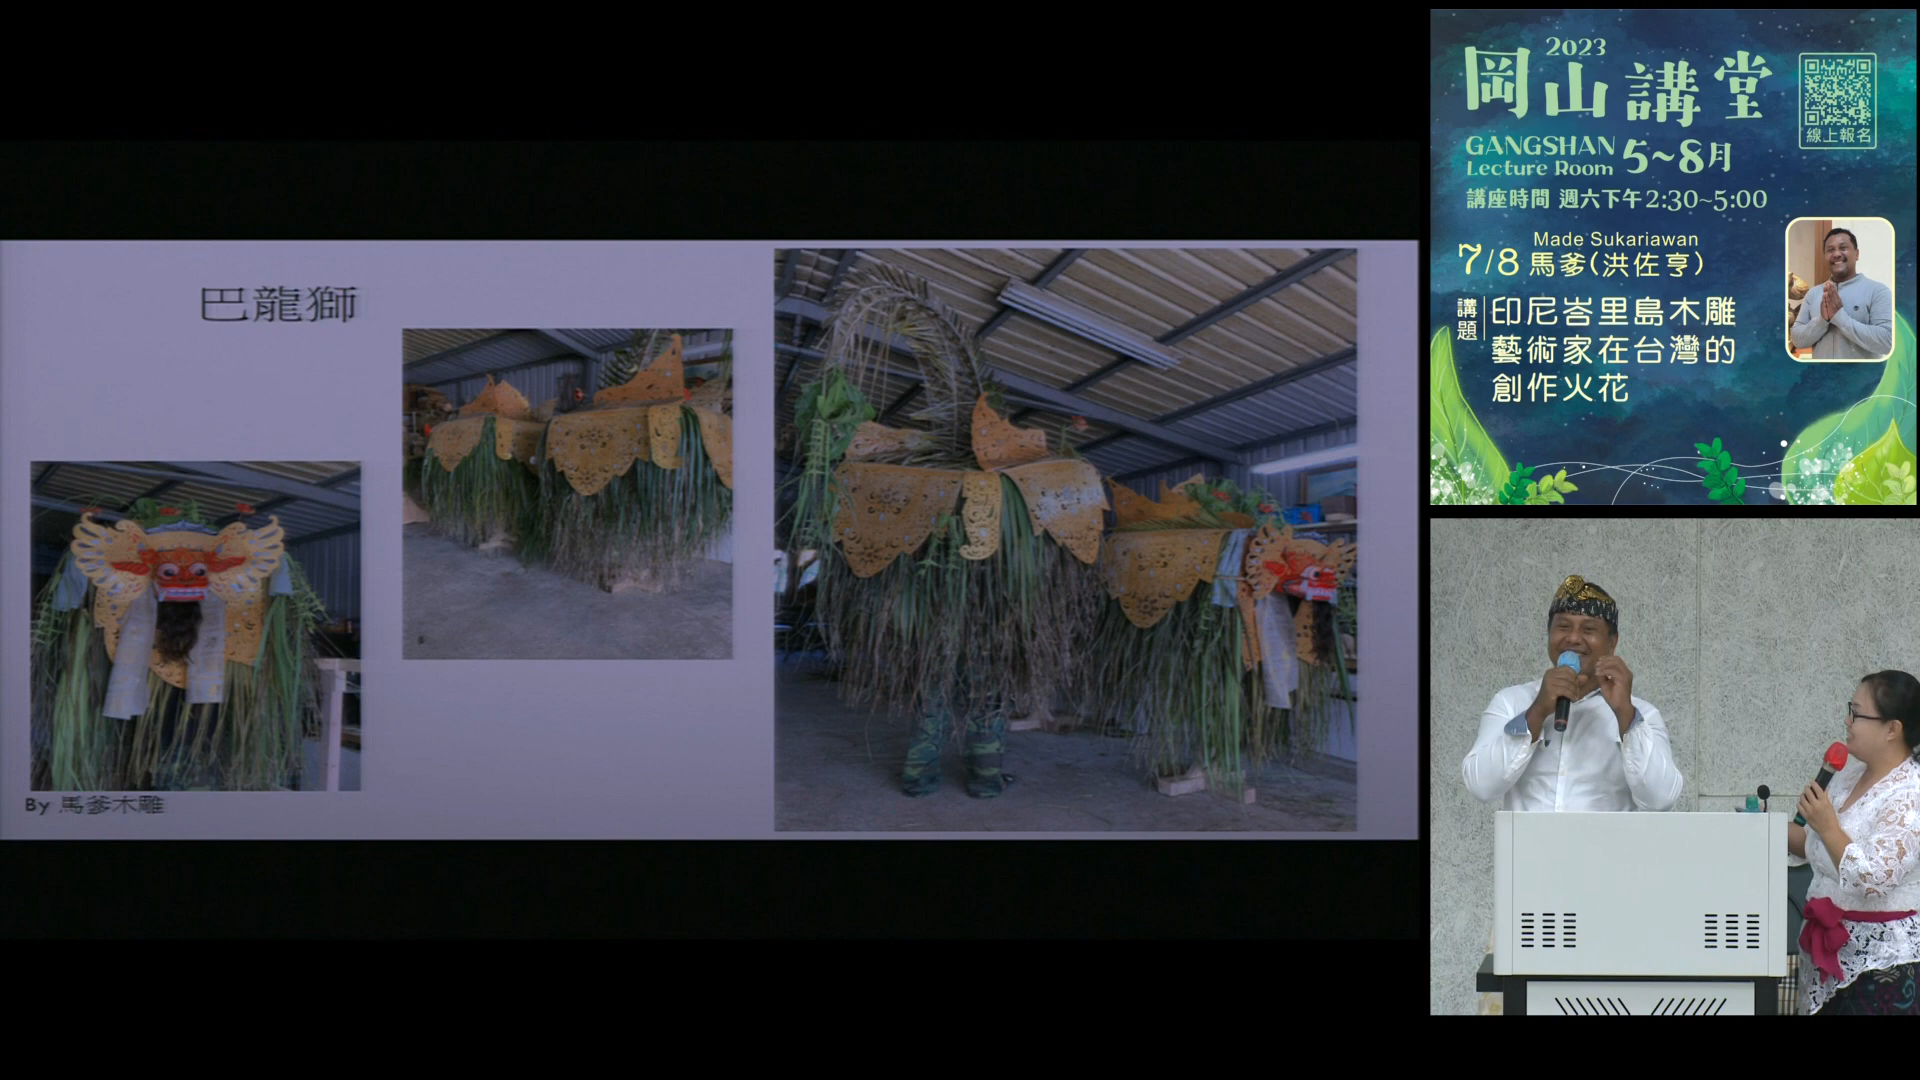 巴龍獅
By 馬爹木雕
2023
岡山講堂
線上報名
GANGSHAN
Lecture Room
5~8月
講座時間 週六下午2:30~5:00
Made Sukariawan
7/8 馬爹(洪佐亨)
講題
印尼峇里島木雕
藝術家在台灣的
創作火花